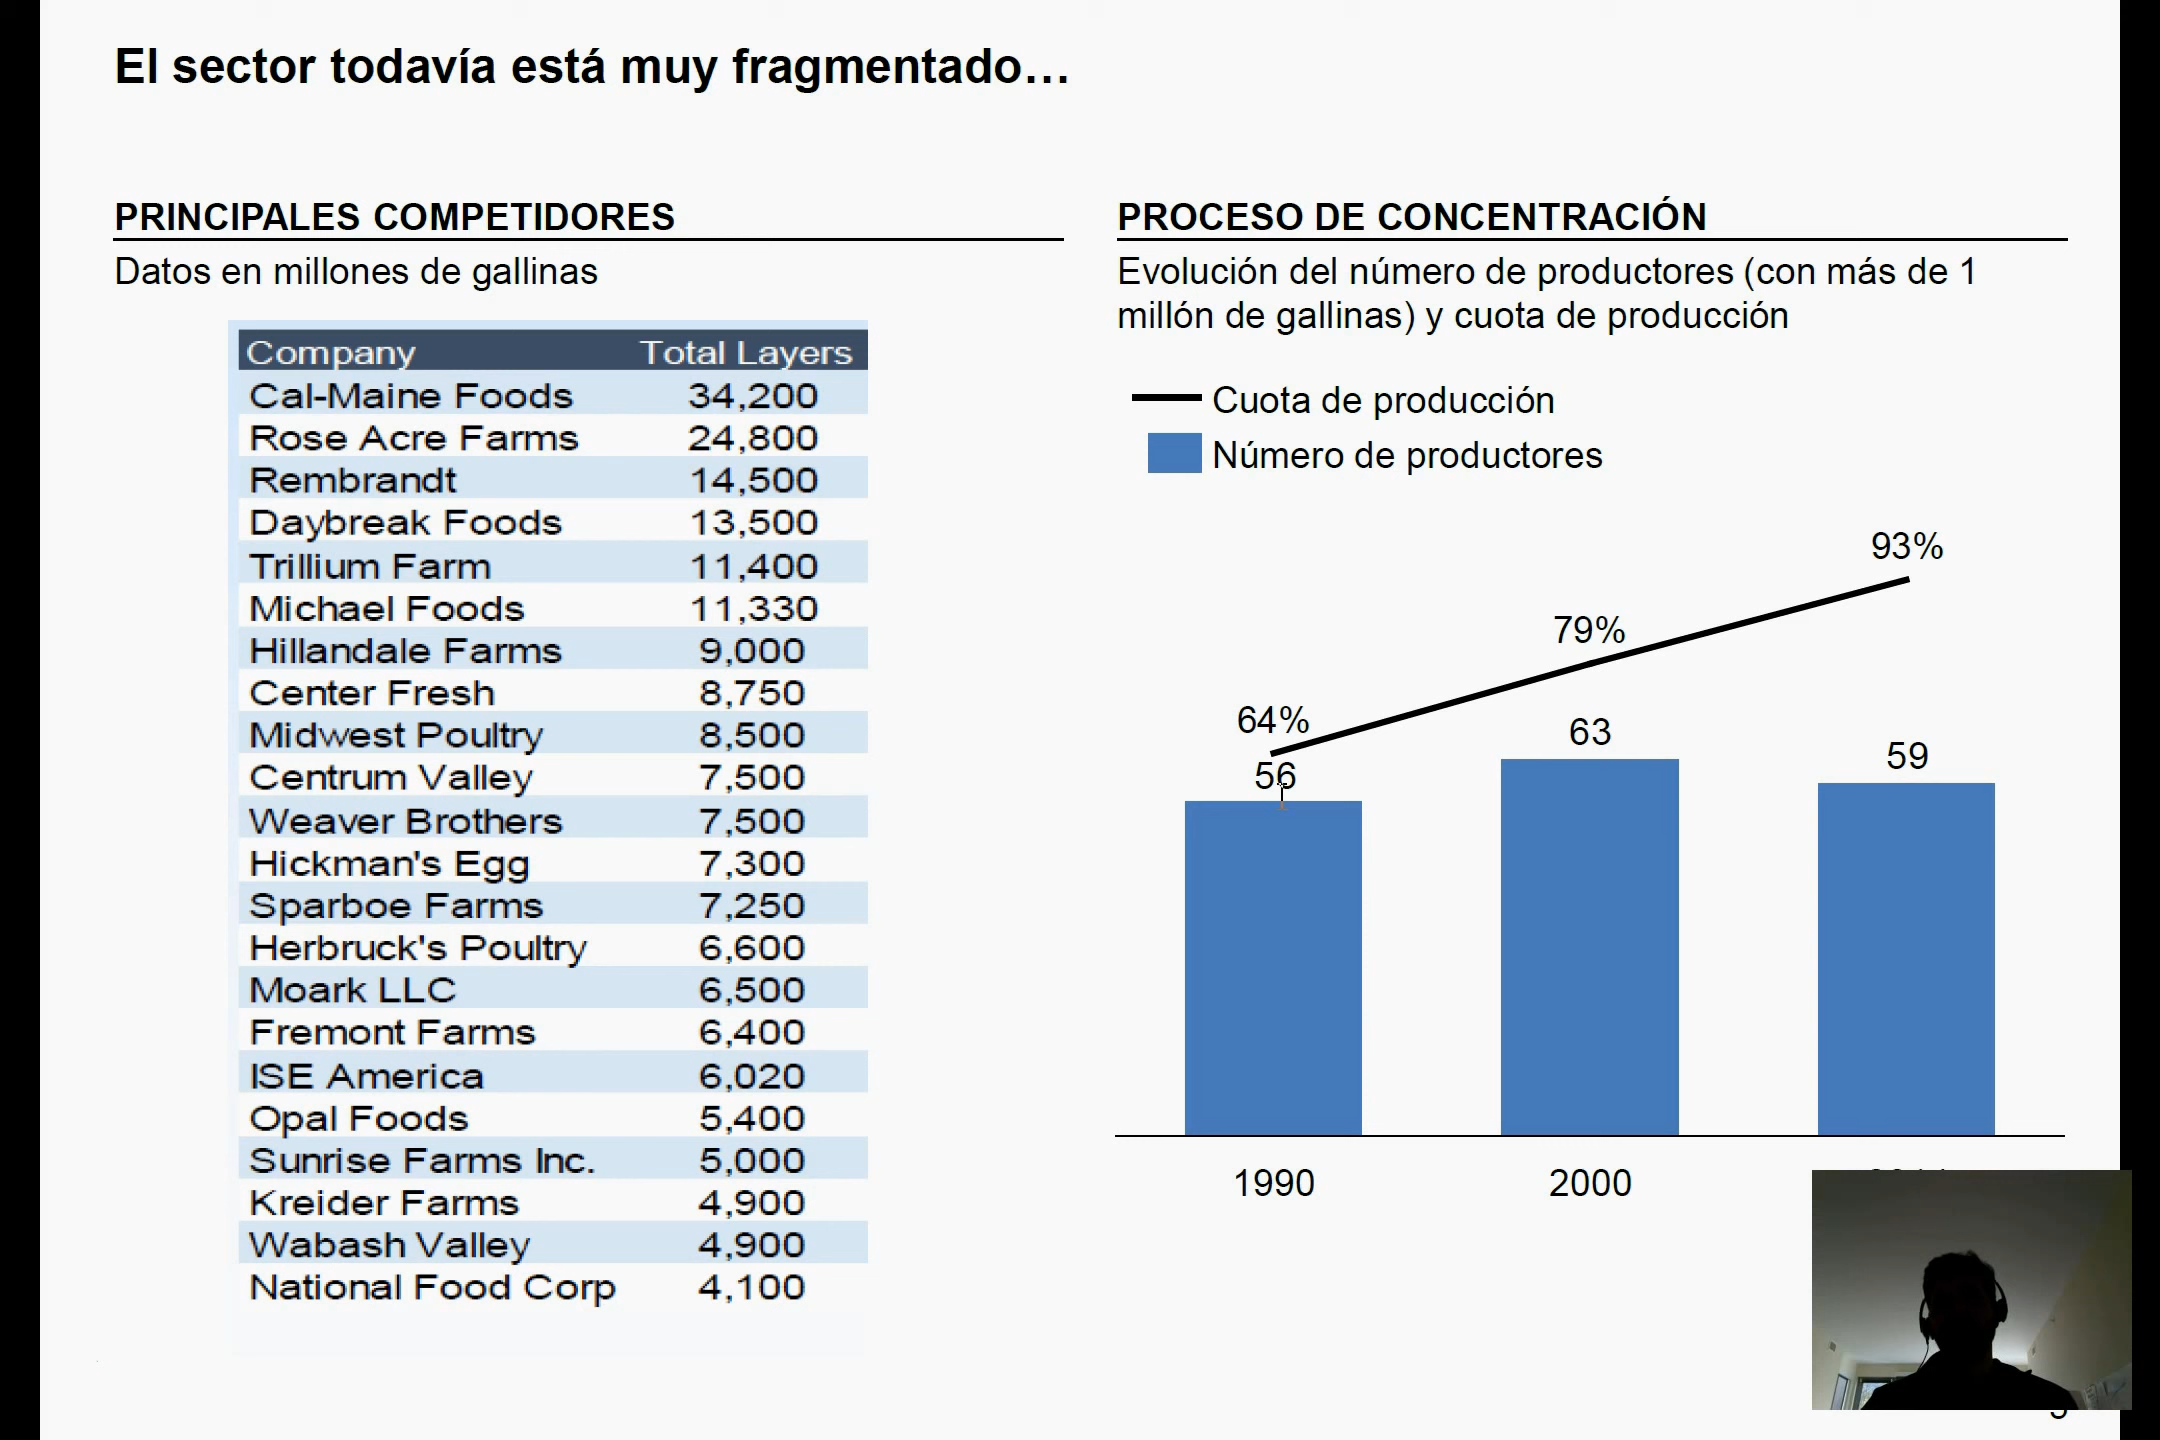 El sector todavía está muy fragmentado…
PRINCIPALES COMPETIDORES
Datos en millones de gallinas
Company Total Layers
Cal-Maine Foods 34,200
Rose Acre Farms 24,800
Rembrandt 14,500
Daybreak Foods 13,500
Trillium Farm 11,400
Michael Foods 11,330
Hillandale Farms 9,000
Center Fresh 8,750
Midwest Poultry 8,500
Centrum Valley 7,500
Weaver Brothers 7,500
Hickman's Egg 7,300
Sparboe Farms 7,250
Herbruck's Poultry 6,600
Moark LLC 6,500
Fremont Farms 6,400
ISE America 6,020
Opal Foods 5,400
Sunrise Farms Inc. 5,000
Kreider Farms 4,900
Wabash Valley 4,900
National Food Corp 4,100
PROCESO DE CONCENTRACIÓN
Evolución del número de productores (con más de 1
millón de gallinas) y cuota de producción
Cuota de producción
Número de productores
93%
79%
64%
63
59
56
1990 2000